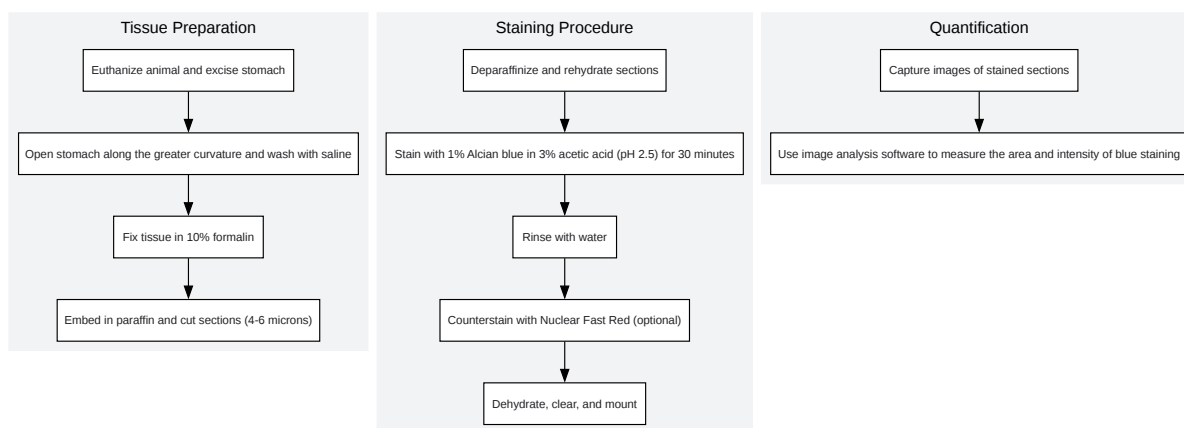 Tissue Preparation
Euthanize animal and excise stomach
Open stomach along the greater curvature and wash with saline
Fix tissue in 10% formalin
Embed in paraffin and cut sections (4-6 microns)
Staining Procedure
Deparaffinize and rehydrate sections
Stain with 1% Alcian blue in 3% acetic acid (pH 2.5) for 30 minutes
Rinse with water
Counterstain with Nuclear Fast Red (optional)
Dehydrate, clear, and mount
Quantification
Capture images of stained sections
Use image analysis software to measure the area and intensity of blue staining